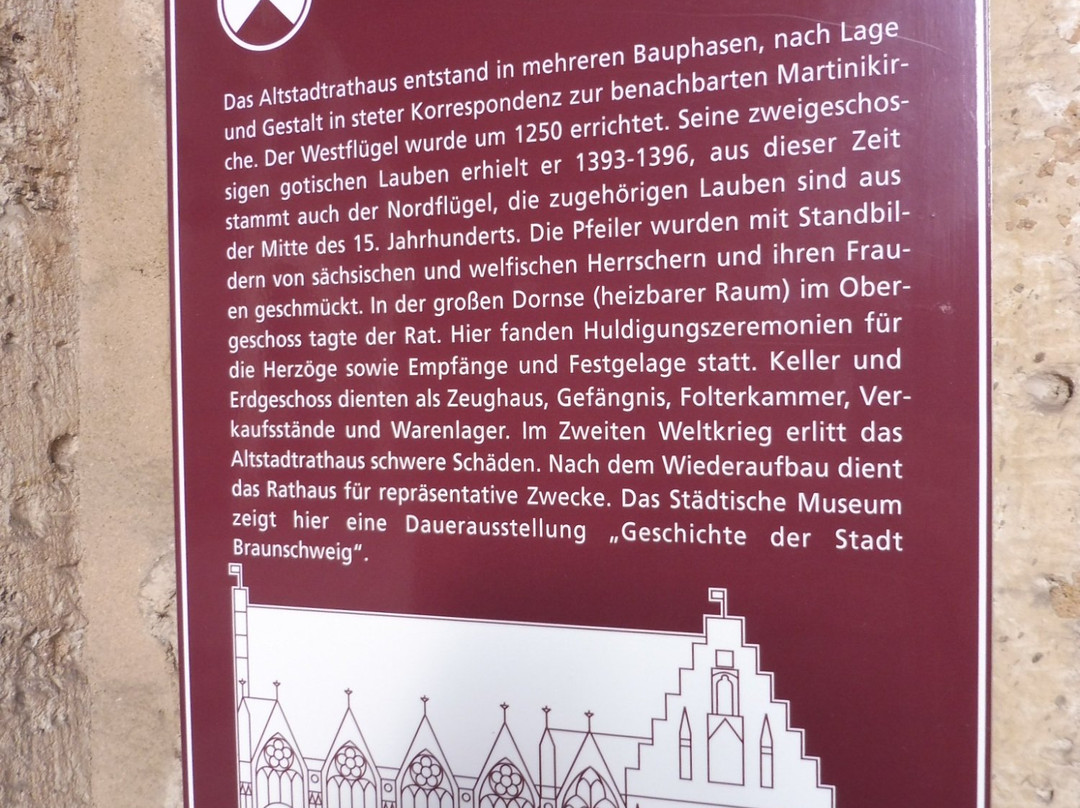 Das Altstadtrathaus entstand in mehreren Bauphasen, nach Lage
und Gestalt in steter Korrespondenz zur benachbarten Martinikir-
che. Der Westflügel wurde um 1250 errichtet. Seine zweigeschos-
sigen gotischen Lauben erhielt er 1393-1396, aus dieser Zeit
stammt auch der Nordflügel, die zugehörigen Lauben sind aus
der Mitte des 15. Jahrhunderts. Die Pfeiler wurden mit Standbil-
dern von sächsischen und welfischen Herrschern und ihren Frau-
en geschmückt. In der großen Dornse (heizbarer Raum) im Ober-
geschoss tagte der Rat. Hier fanden Huldigungszeremonien für
die Herzöge sowie Empfänge und Festgelage statt. Keller und
Erdgeschoss dienten als Zeughaus, Gefängnis, Folterkammer, Ver-
kaufsstände und Warenlager. Im Zweiten Weltkrieg erlitt das
Altstadtrathaus schwere Schäden. Nach dem Wiederaufbau dient
das Rathaus für repräsentative Zwecke. Das Städtische Museum
zeigt hier eine Dauerausstellung „Geschichte der Stadt
Braunschweig“.